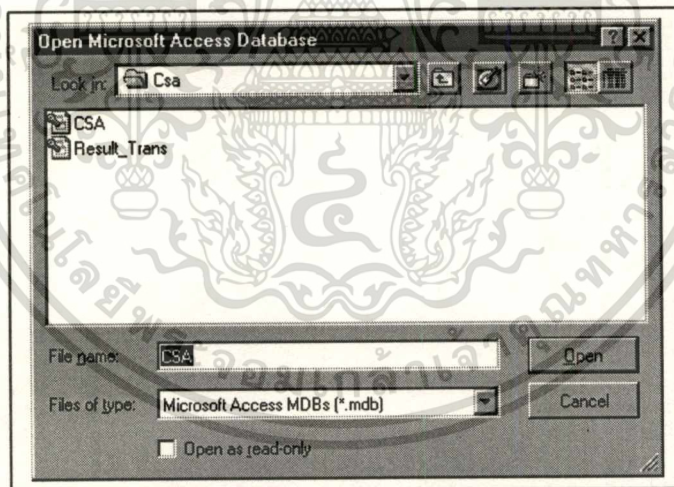 Open Microsoft Access Database
Look in: Csa
CSA
Result_Trans
File name: CSA
Open
Files of type: Microsoft Access MDBs (*.mdb)
Cancel
Open as read-only